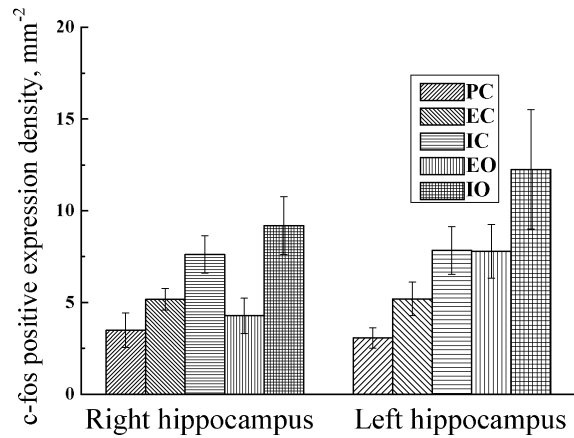 c-fos positive expression density, mm-2
20
15
10
5
0
PC
EC
IC
EO
IO
Right hippocampus
Left hippocampus